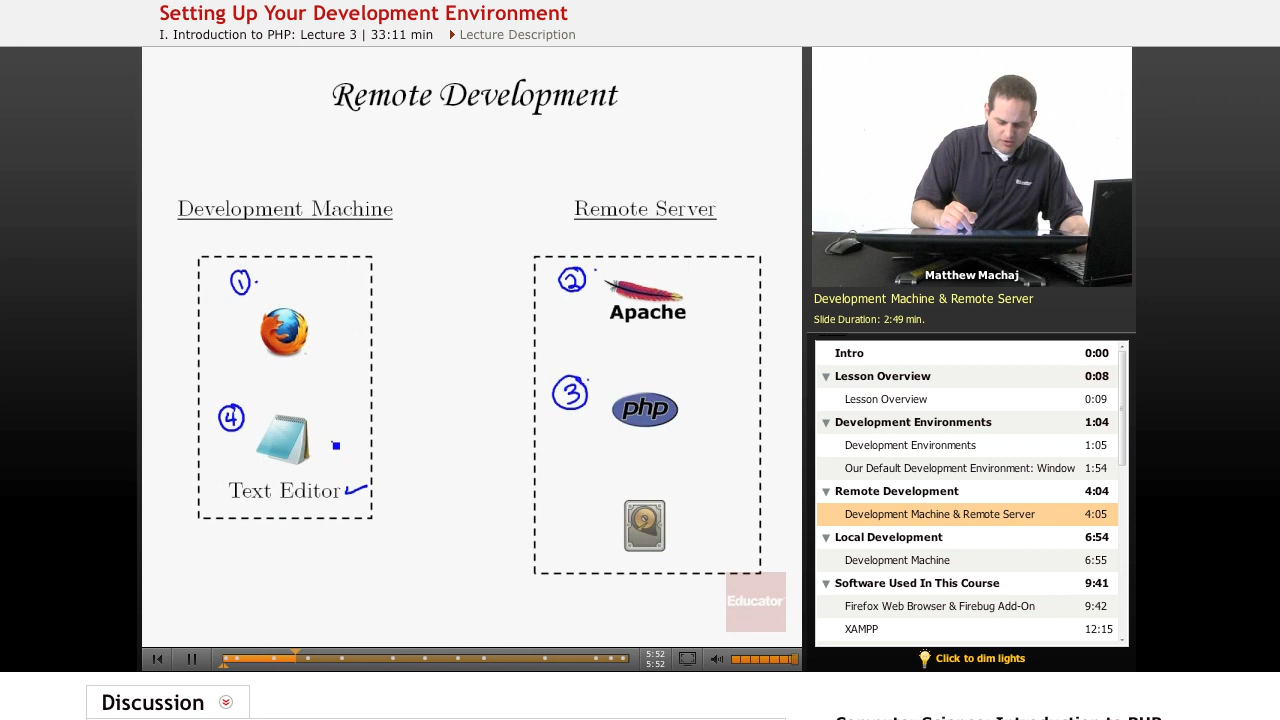 Setting Up Your Development Environment
I. Introduction to PHP: Lecture 3 | 33:11 min Lecture Description
Remote Development
Development Machine
Remote Server
1
2
Apache
3
php
4
Text Editor
Educator
5:52
5:52
Matthew Machaj
Development Machine & Remote Server
Slide Duration: 2:49 min.
Intro 0:00
Lesson Overview 0:08
Lesson Overview 0:09
Development Environments 1:04
Development Environments 1:05
Our Default Development Environment: Window 1:54
Remote Development 4:04
Development Machine & Remote Server 4:05
Local Development 6:54
Development Machine 6:55
Software Used In This Course 9:41
Firefox Web Browser & Firebug Add-On 9:42
XAMPP 12:15
Click to dim lights
Discussion
Computer Science: Introduction to PHP